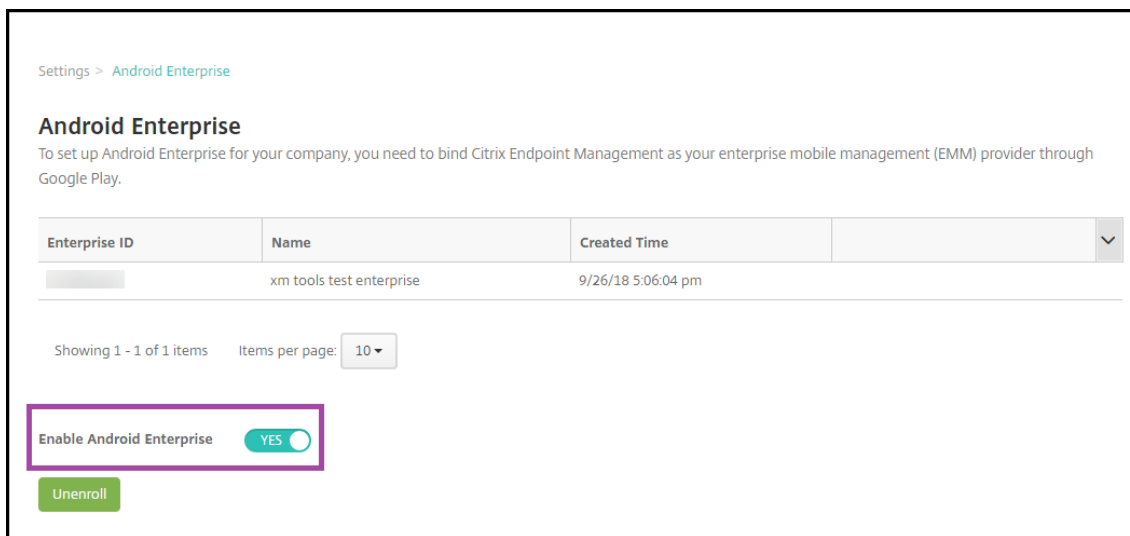 Settings > Android Enterprise
Android Enterprise
To set up Android Enterprise for your company, you need to bind Citrix Endpoint Management as your enterprise mobile management (EMM) provider through
Google Play.
Enterprise ID Name Created Time
xm tools test enterprise 9/26/18 5:06:04 pm
Showing 1 - 1 of 1 items Items per page: 10
Enable Android Enterprise YES
Unenroll